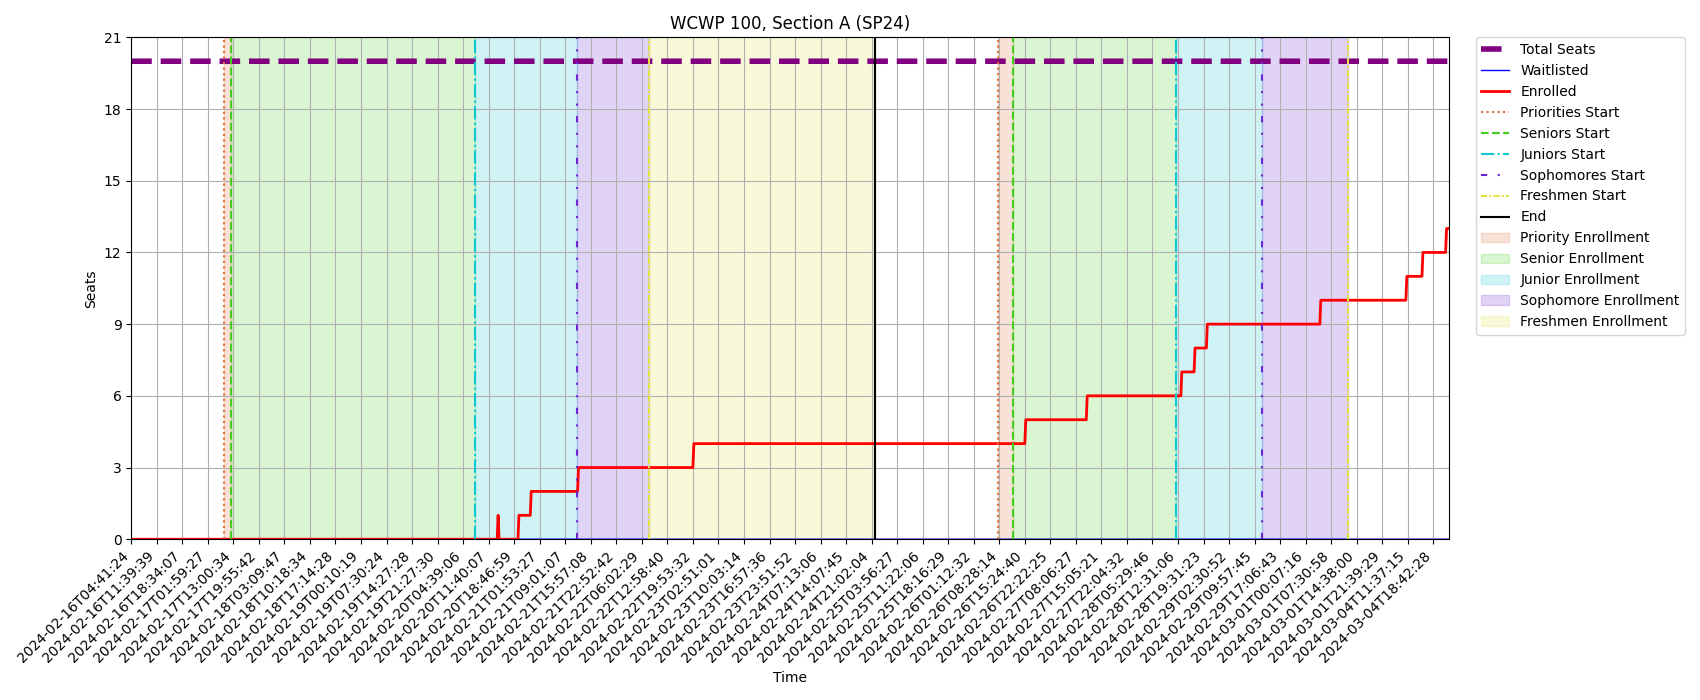 WCWP 100, Section A (SP24)
Seats
21
18
15
12
9
6
3
0
2024-02-16T04:41:24
2024-02-16T11:39:39
2024-02-16T18:34:07
2024-02-17T01:59:27
2024-02-17T13:00:34
2024-02-17T19:55:42
2024-02-18T03:09:47
2024-02-18T10:18:34
2024-02-18T17:14:28
2024-02-19T00:10:19
2024-02-19T07:30:24
2024-02-19T14:27:28
2024-02-19T21:27:30
2024-02-20T04:39:06
2024-02-20T11:40:07
2024-02-20T18:46:59
2024-02-21T01:53:27
2024-02-21T09:01:07
2024-02-21T15:57:08
2024-02-21T22:52:42
2024-02-22T06:02:29
2024-02-22T12:58:40
2024-02-22T19:53:32
2024-02-23T02:51:01
2024-02-23T10:03:14
2024-02-23T16:57:36
2024-02-23T23:51:52
2024-02-24T07:13:06
2024-02-24T14:07:45
2024-02-24T21:02:04
2024-02-25T03:56:27
2024-02-25T11:22:06
2024-02-25T18:16:29
2024-02-26T01:12:32
2024-02-26T08:28:14
2024-02-26T15:24:40
2024-02-26T22:22:25
2024-02-27T08:06:27
2024-02-27T15:05:21
2024-02-27T22:04:32
2024-02-28T05:29:46
2024-02-28T12:31:06
2024-02-28T19:31:23
2024-02-29T02:30:52
2024-02-29T09:57:45
2024-02-29T17:06:43
2024-03-01T00:07:16
2024-03-01T07:30:58
2024-03-01T14:38:00
2024-03-01T21:39:29
2024-03-04T11:37:15
2024-03-04T18:42:28
Time
Total Seats
Waitlisted
Enrolled
Priorities Start
Seniors Start
Juniors Start
Sophomores Start
Freshmen Start
End
Priority Enrollment
Senior Enrollment
Junior Enrollment
Sophomore Enrollment
Freshmen Enrollment